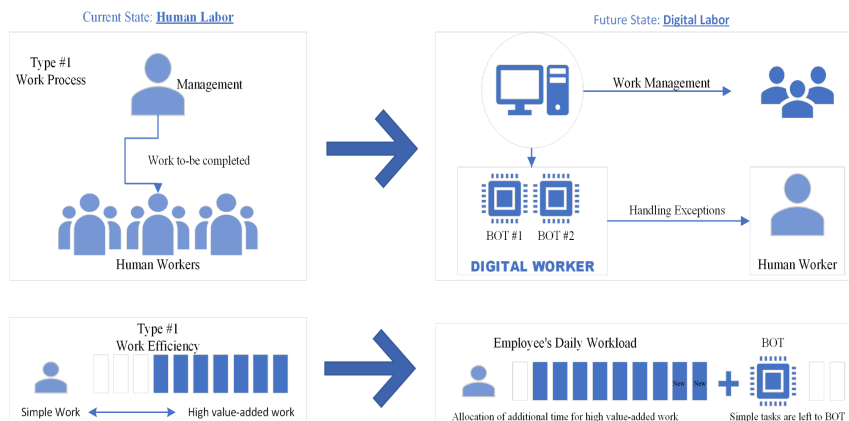 Current State: Human Labor
Future State: Digital Labor
Type #1
Work Process
Management
Work to-be completed
Human Workers
Work Management
BOT #1 BOT #2
DIGITAL WORKER
Handling Exceptions
Human Worker
Type #1
Work Efficiency
Simple Work
High value-added work
Employee's Daily Workload
BOT
New New
Allocation of additional time for high value-added work
Simple tasks are left to BOT